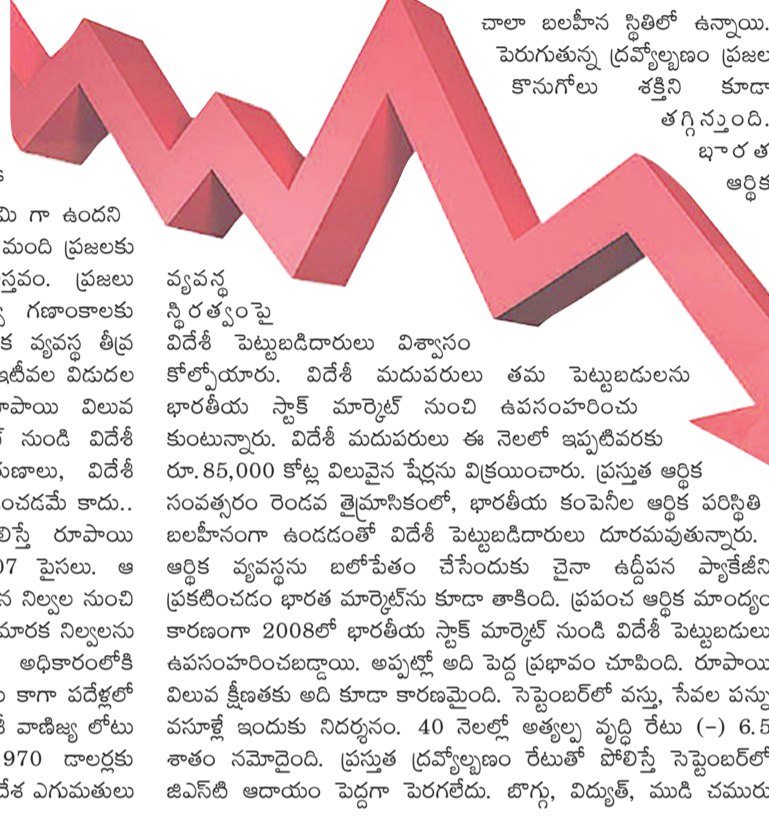 మి గా ఉందని
మంది ప్రజలకు
స్తవం. ప్రజలు
గణాంకాలకు
క వ్యవస్థ తీవ్ర
ఇటీవల విడుదల
రూపాయి విలువ
నుండి విదేశీ
రుణాలు, విదేశీ
ంచడమే కాదు..
లిస్తే రూపాయి
07 పైసలు. ఆ
న నిల్వల నుంచి
మారక నిల్వలను
అధికారంలోకి
కాగా పదేళ్లలో
వాణిజ్య లోటు
1970 డాలర్లకు
దేశ ఎగుమతులు
చాలా బలహీన స్థితిలో ఉన్నాయి.
పెరుగుతున్న ద్రవ్యోల్బణం ప్రజల
కొనుగోలు శక్తిని కూడా
తగ్గిస్తుంది.
భారత
ఆర్థిక
వ్యవస్థ
స్థిరత్వంపై
విదేశీ పెట్టుబడిదారులు విశ్వాసం
కోల్పోయారు. విదేశీ మదుపరులు తమ పెట్టుబడులను
భారతీయ స్టాక్ మార్కెట్ నుంచి ఉపసంహరించు
కుంటున్నారు. విదేశీ మదుపరులు ఈ నెలలో ఇప్పటివరకు
రూ.85,000 కోట్ల విలువైన షేర్లను విక్రయించారు. ప్రస్తుత ఆర్థిక
సంవత్సరం రెండవ త్రైమాసికంలో, భారతీయ కంపెనీల ఆర్థిక పరిస్థితి
బలహీనంగా ఉండడంతో విదేశీ పెట్టుబడిదారులు దూరమవుతున్నారు.
ఆర్థిక వ్యవస్థను బలోపేతం చేసేందుకు చైనా ఉద్దీపన ప్యాకేజీని
ప్రకటించడం భారత మార్కెట్‌ను కూడా తాకింది. ప్రపంచ ఆర్థిక మాంద్యం
కారణంగా 2008లో భారతీయ స్టాక్ మార్కెట్ నుండి విదేశీ పెట్టుబడులు
ఉపసంహరించబడ్డాయి. అప్పట్లో అది పెద్ద ప్రభావం చూపింది. రూపాయి
విలువ క్షీణతకు అది కూడా కారణమైంది. సెప్టెంబర్‌లో వస్తు, సేవల పన్ను
వసూళ్లే ఇందుకు నిదర్శనం. 40 నెలల్లో అత్యల్ప వృద్ధి రేటు (-) 6.5
శాతం నమోదైంది. ప్రస్తుత ద్రవ్యోల్బణం రేటుతో పోలిస్తే సెప్టెంబర్‌లో
జిఎస్‌టి ఆదాయం పెద్దగా పెరగలేదు. బొగ్గు, విద్యుత్, ముడి చమురు